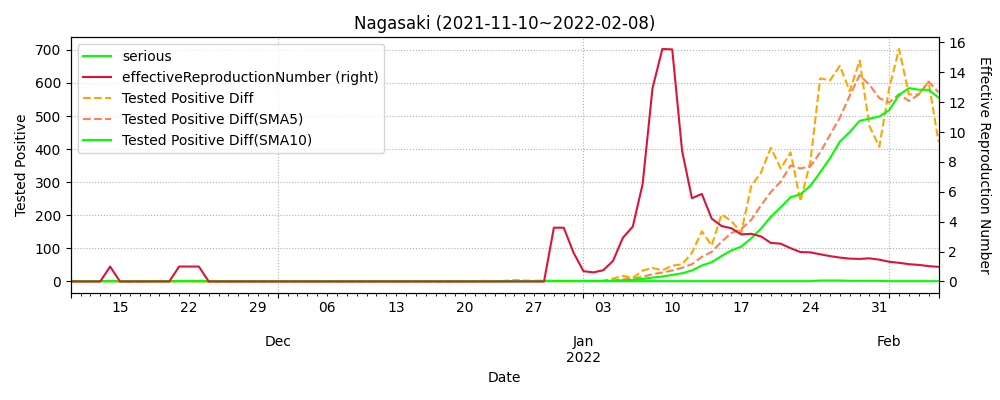 Nagasaki (2021-11-10~2022-02-08)
serious
effectiveReproductionNumber (right)
Tested Positive Diff
Tested Positive Diff(SMA5)
Tested Positive Diff(SMA10)
Tested Positive
700
600
500
400
300
200
100
0
16
14
12
10
8
6
4
2
0
Effective Reproduction Number
15 22 29 06 13 20 27 03 10 17 24 31
Dec Jan Feb
2022
Date